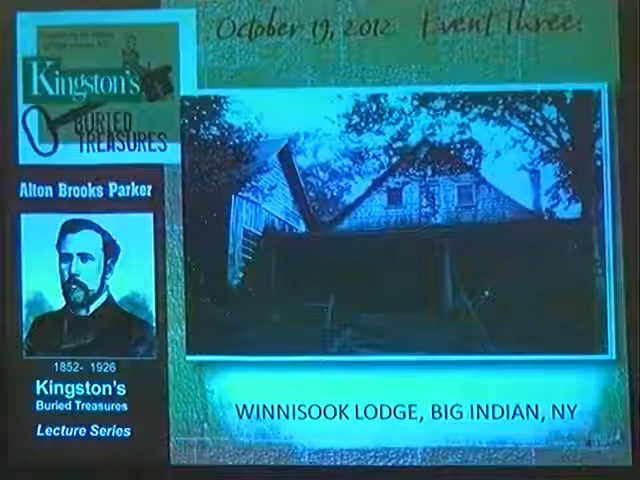 October 19, 2012 Event Three:
Kingston's
BURIED
TREASURES
Alton Brooks Parker
1852- 1926
Kingston's
Buried Treasures
Lecture Series
WINNISOOK LODGE, BIG INDIAN, NY